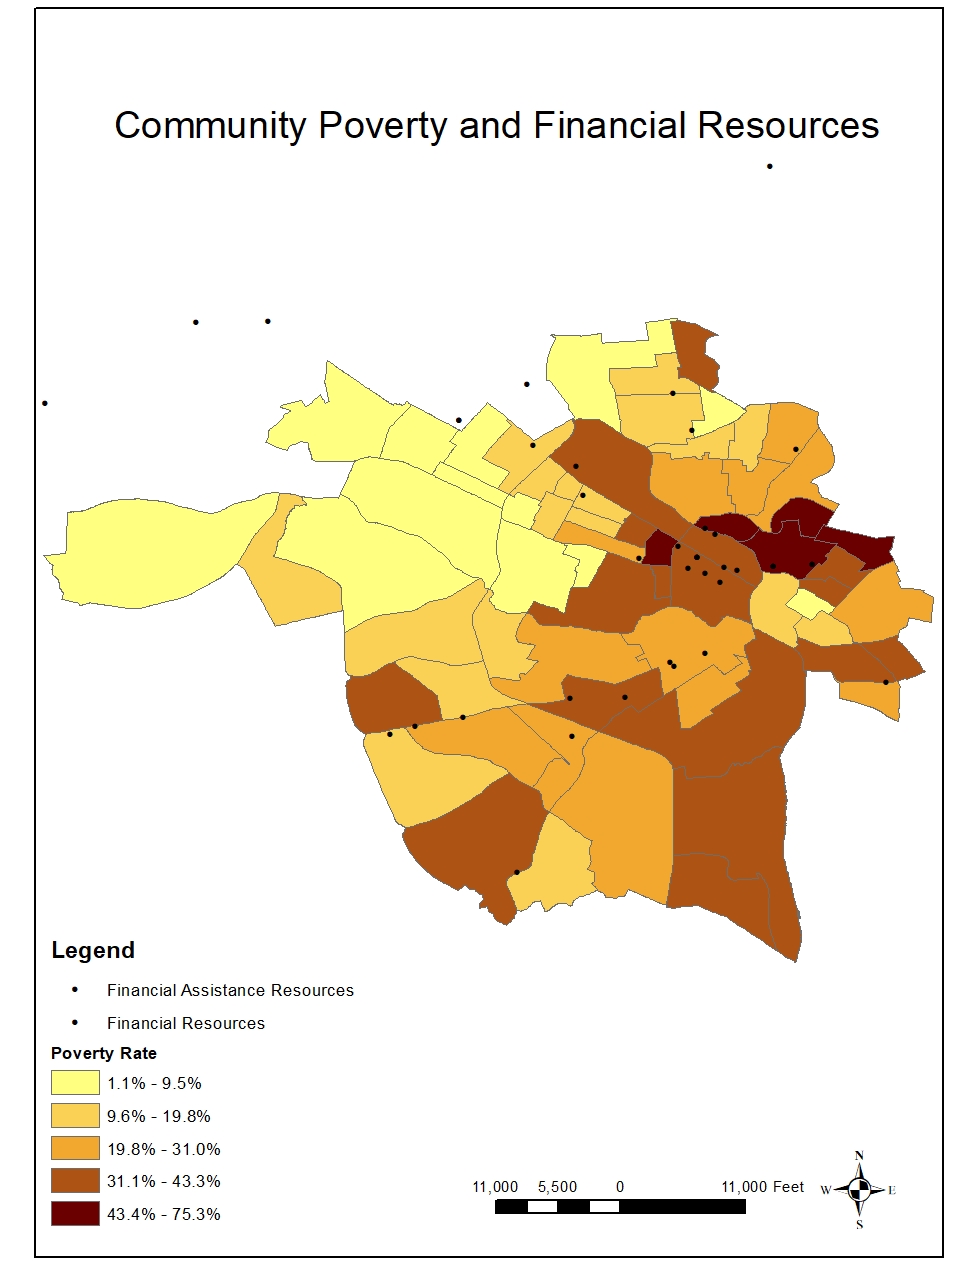 Community Poverty and Financial Resources
Legend
Financial Assistance Resources
Financial Resources
Poverty Rate
1.1% - 9.5%
9.6% - 19.8%
19.8% - 31.0%
31.1% - 43.3%
43.4% - 75.3%
11,000 5,500 0 11,000 Feet
N
W E
S